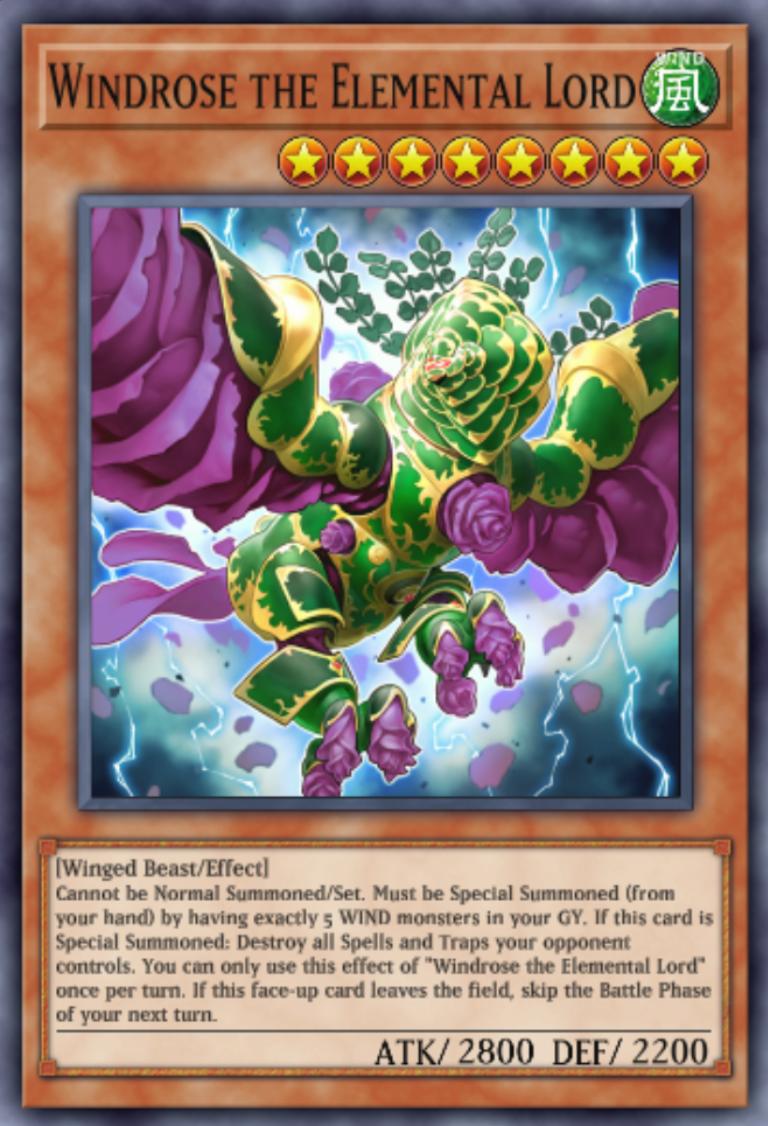 WINDROSE THE ELEMENTAL LORD
WIND
風
[Winged Beast/Effect]
Cannot be Normal Summoned/Set. Must be Special Summoned (from
your hand) by having exactly 5 WIND monsters in your GY. If this card is
Special Summoned: Destroy all Spells and Traps your opponent
controls. You can only use this effect of "Windrose the Elemental Lord"
once per turn. If this face-up card leaves the field, skip the Battle Phase
of your next turn.
ATK/ 2800 DEF/ 2200